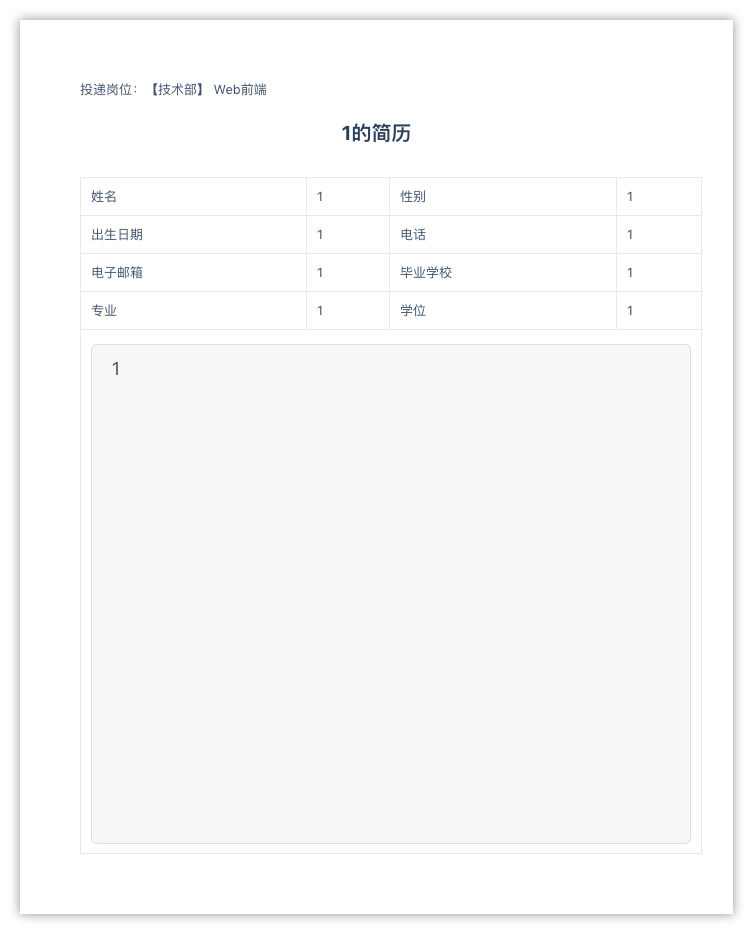 投递岗位：【技术部】 Web前端
1的简历
姓名 1 性别 1
出生日期 1 电话 1
电子邮箱 1 毕业学校 1
专业 1 学位 1
1